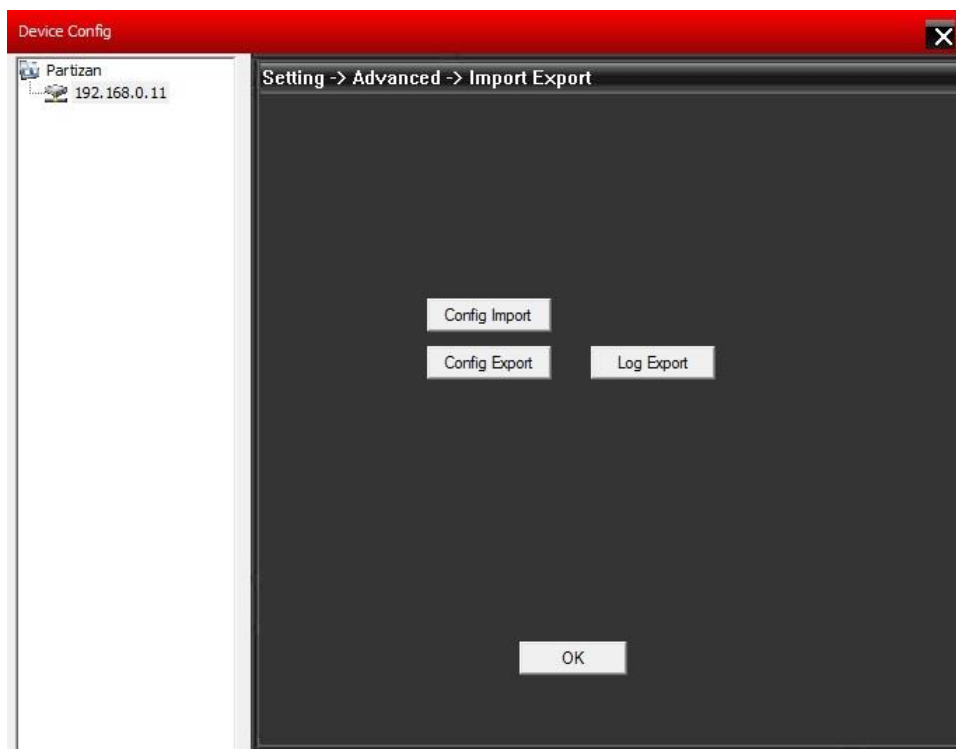 Device Config
Partizan
192.168.0.11
Setting -> Advanced -> Import Export
Config Import
Config Export
Log Export
OK